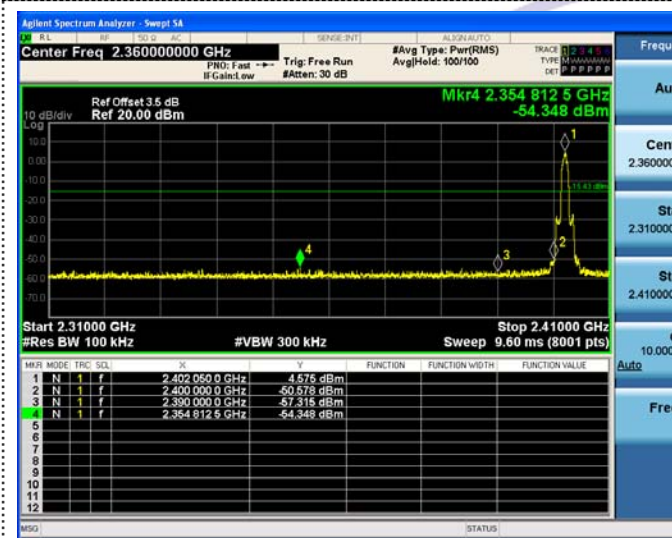 Agilent Spectrum Analyzer - Swept SA
RL RF 50 Ω AC SENSE:INT ALIGN AUTO
Center Freq 2.360000000 GHz
PNO: Fast
IFGain:Low
Trig: Free Run
#Atten: 30 dB
#Avg Type: Pwr(RMS)
Avg|Hold: 100/100
TRACE 1 2 3 4 5 6
TYPE M
DET P P P P P P
Ref Offset 3.5 dB
Ref 20.00 dBm
10 dB/div
Log
Mkr4 2.354 812 5 GHz
-54.348 dBm
10.0
0.00
-10.0
-20.0
-30.0
-40.0
-50.0
-60.0
-70.0
-15.43 dBm
1
2
3
4
Start 2.31000 GHz
#Res BW 100 kHz
#VBW 300 kHz
Stop 2.41000 GHz
Sweep 9.60 ms (8001 pts)
MKR MODE TRC SCL X Y FUNCTION FUNCTION WIDTH FUNCTION VALUE
1 N 1 f 2.402 050 0 GHz 4.575 dBm
2 N 1 f 2.400 000 0 GHz -50.578 dBm
3 N 1 f 2.390 000 0 GHz -57.315 dBm
4 N 1 f 2.354 812 5 GHz -54.348 dBm
5
6
7
8
9
10
11
12
MSG STATUS
Frequ
Au
Cen
2.360000
St
2.310000
St
2.410000
10.000
Auto
Fre